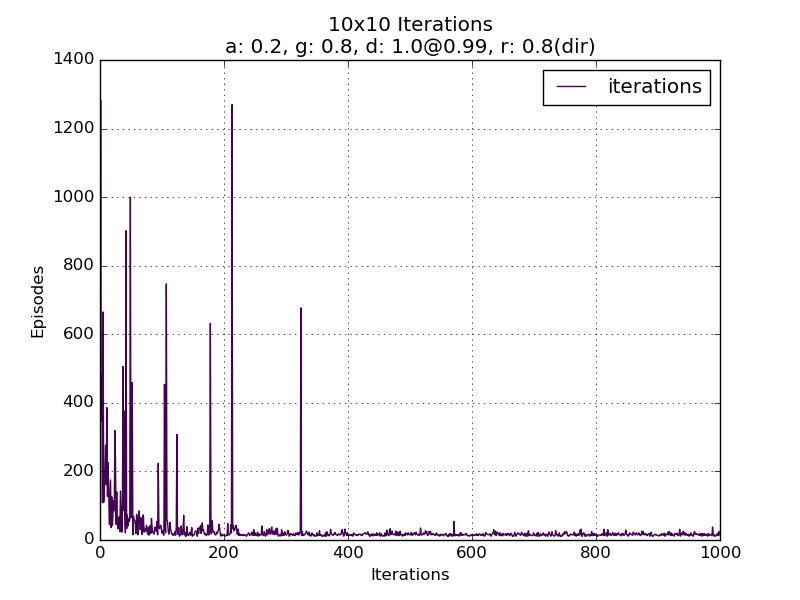 10x10 Iterations
a: 0.2, g: 0.8, d: 1.0@0.99, r: 0.8(dir)
iterations
1400
1200
1000
800
600
400
200
0
Episodes
0 200 400 600 800 1000
Iterations